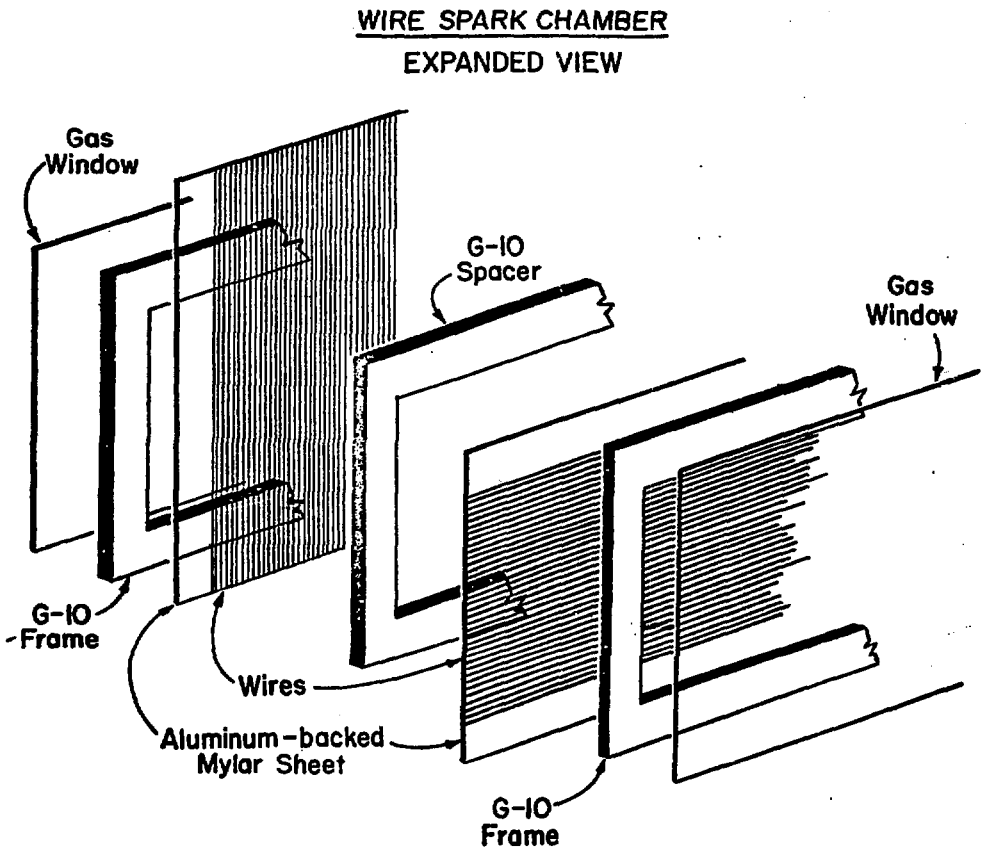 WIRE SPARK CHAMBER
EXPANDED VIEW
Gas
Window
G-10
Spacer
Gas
Window
G-10
Frame
Wires
Aluminum-backed
Mylar Sheet
G-10
Frame